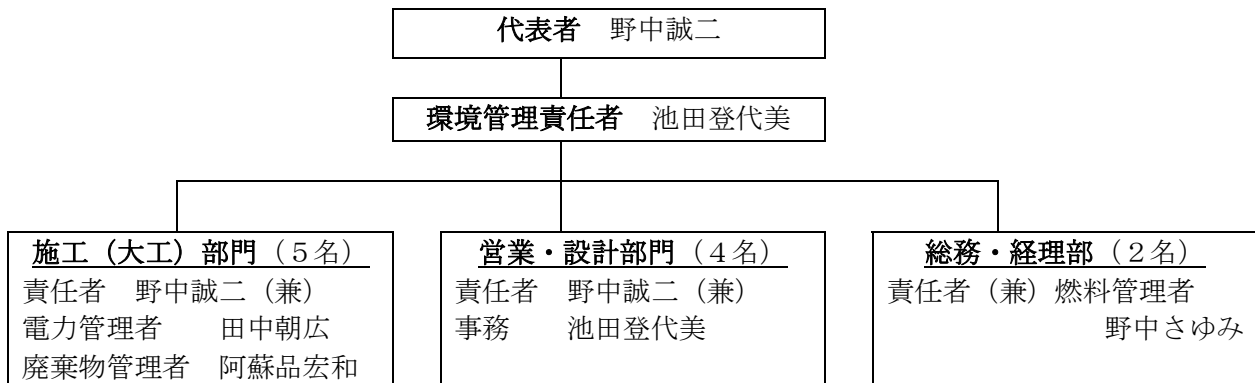 代表者　野中誠二
環境管理責任者　池田登代美
施工（大工）部門（５名）
責任者　野中誠二（兼）
電力管理者　　田中朝広
廃棄物管理者　阿蘇品宏和
営業・設計部門（４名）
責任者　野中誠二（兼）
事務　　池田登代美
総務・経理部（２名）
責任者（兼）燃料管理者
野中さゆみ